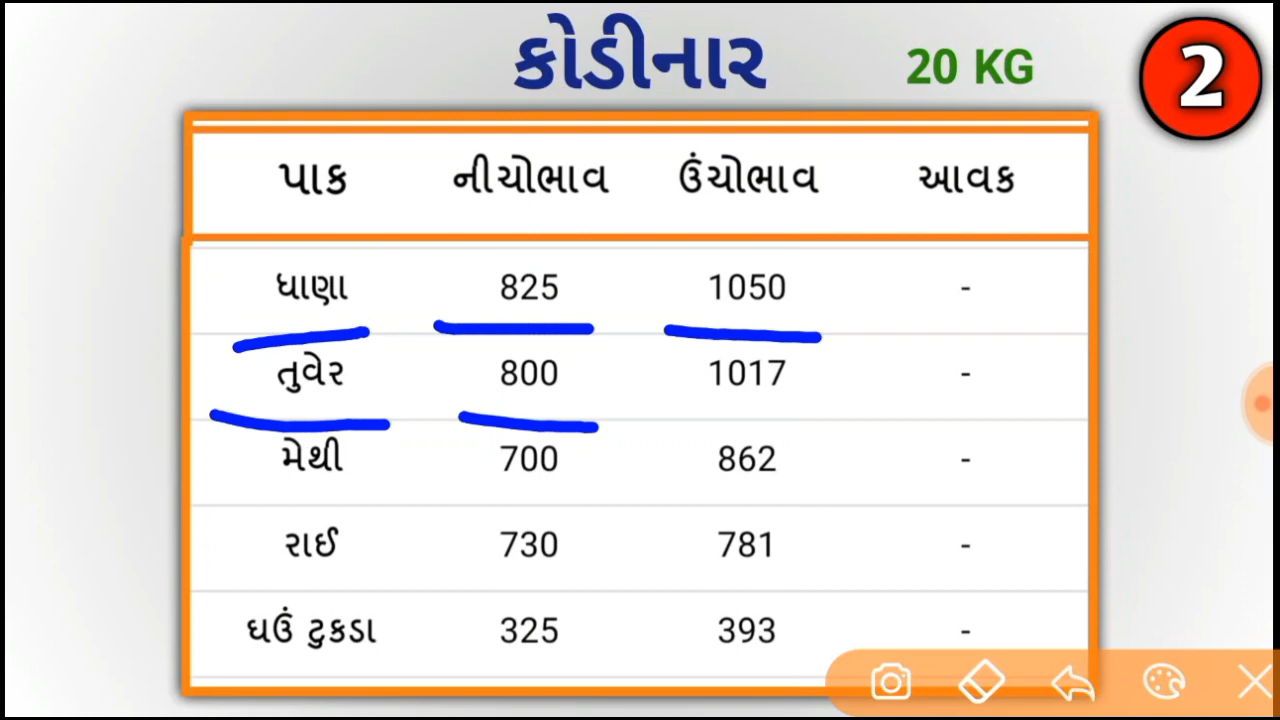 કોડીનાર 20 KG 2
પાક નીચોભાવ ઉંચોભાવ આવક
ધાણા 825 1050 -
તુવેર 800 1017 -
મેથી 700 862 -
રાઈ 730 781 -
ઘઉં ટુકડા 325 393 -